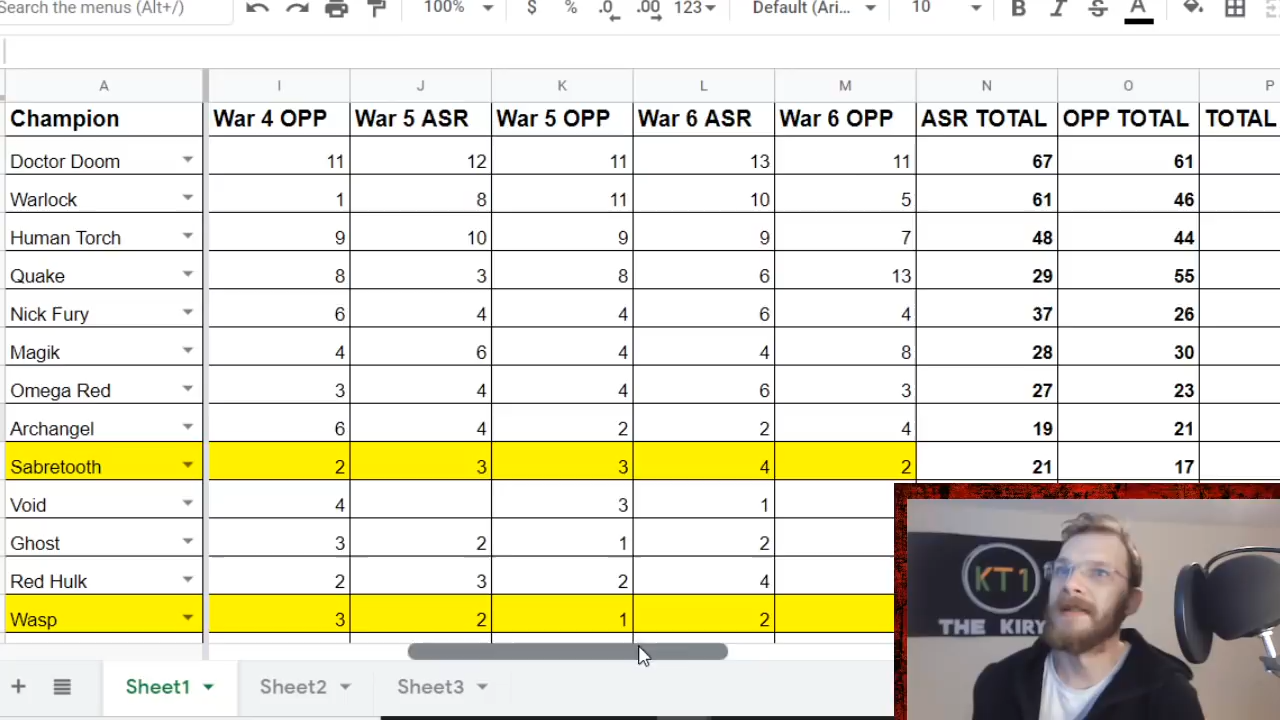 Search the menus (Alt+/) 100% $ % .0 .00 123 Default (Ari... 10 B I S A
A I J K L M N O P
Champion War 4 OPP War 5 ASR War 5 OPP War 6 ASR War 6 OPP ASR TOTAL OPP TOTAL TOTAL
Doctor Doom 11 12 11 13 11 67 61
Warlock 1 8 11 10 5 61 46
Human Torch 9 10 9 9 7 48 44
Quake 8 3 8 6 13 29 55
Nick Fury 6 4 4 6 4 37 26
Magik 4 6 4 4 8 28 30
Omega Red 3 4 4 6 3 27 23
Archangel 6 4 2 2 4 19 21
Sabretooth 2 3 3 4 2 21 17
Void 4 3 1
Ghost 3 2 1 2
Red Hulk 2 3 2 4
Wasp 3 2 1 2
KT1
THE KIRY
Sheet1 Sheet2 Sheet3